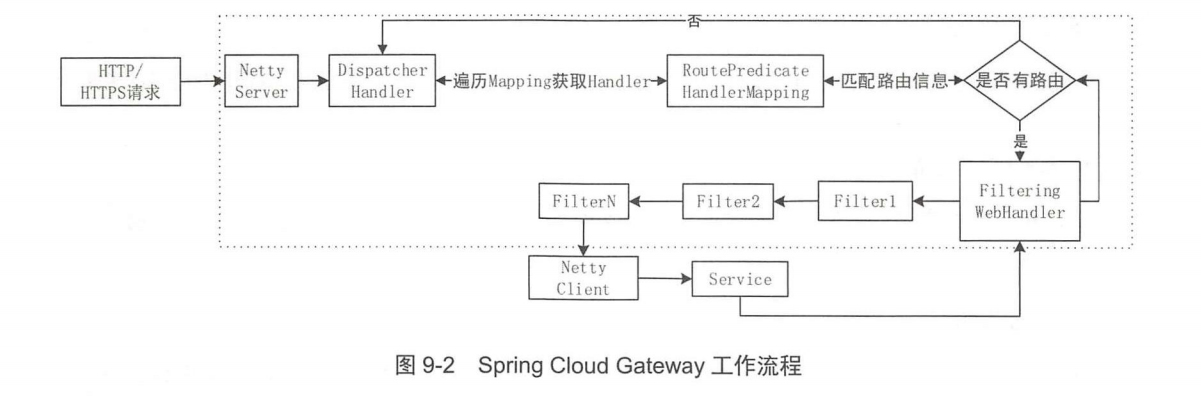 否
HTTP/
HTTPS请求
Netty
Server
Dispatcher
Handler
遍历Mapping获取Handler
RoutePredicate
HandlerMapping
匹配路由信息
是否有路由
是
Filtering
WebHandler
Filter1
Filter2
FilterN
Netty
Client
Service
图 9-2 Spring Cloud Gateway 工作流程